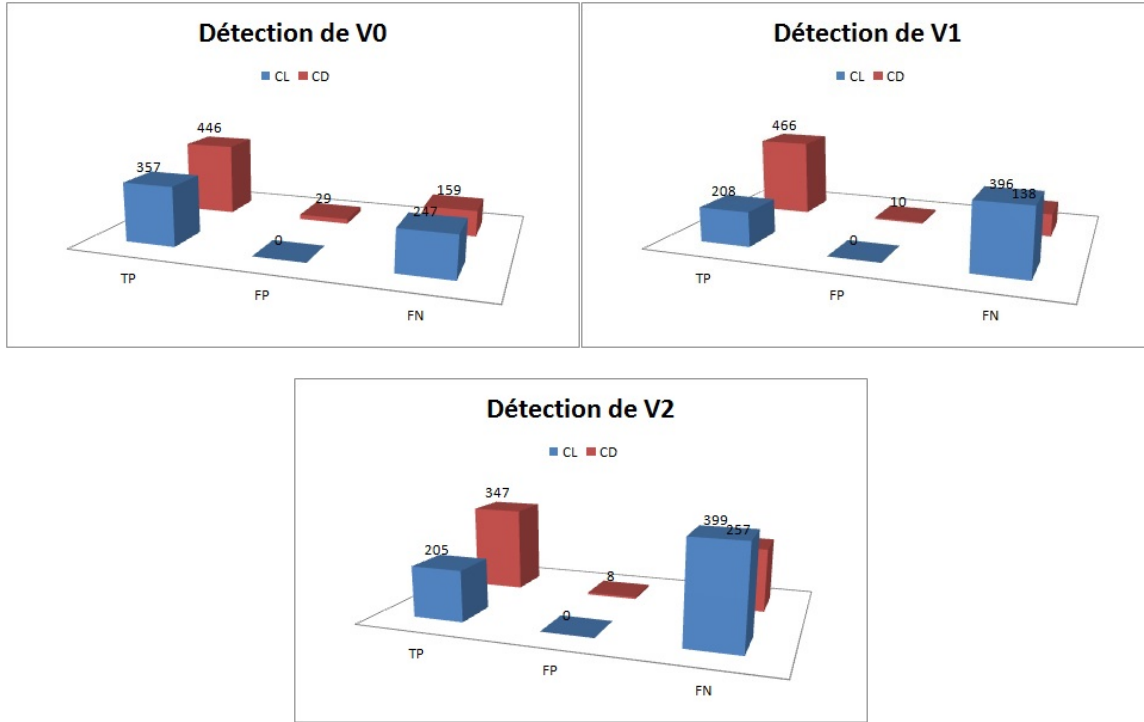 Détection de V0
CL CD
446
357
159
29
247
0
TP
FP
FN
Détection de V1
CL CD
466
396
208
138
10
0
TP
FP
FN
Détection de V2
CL CD
347
399
257
205
8
0
TP
FP
FN